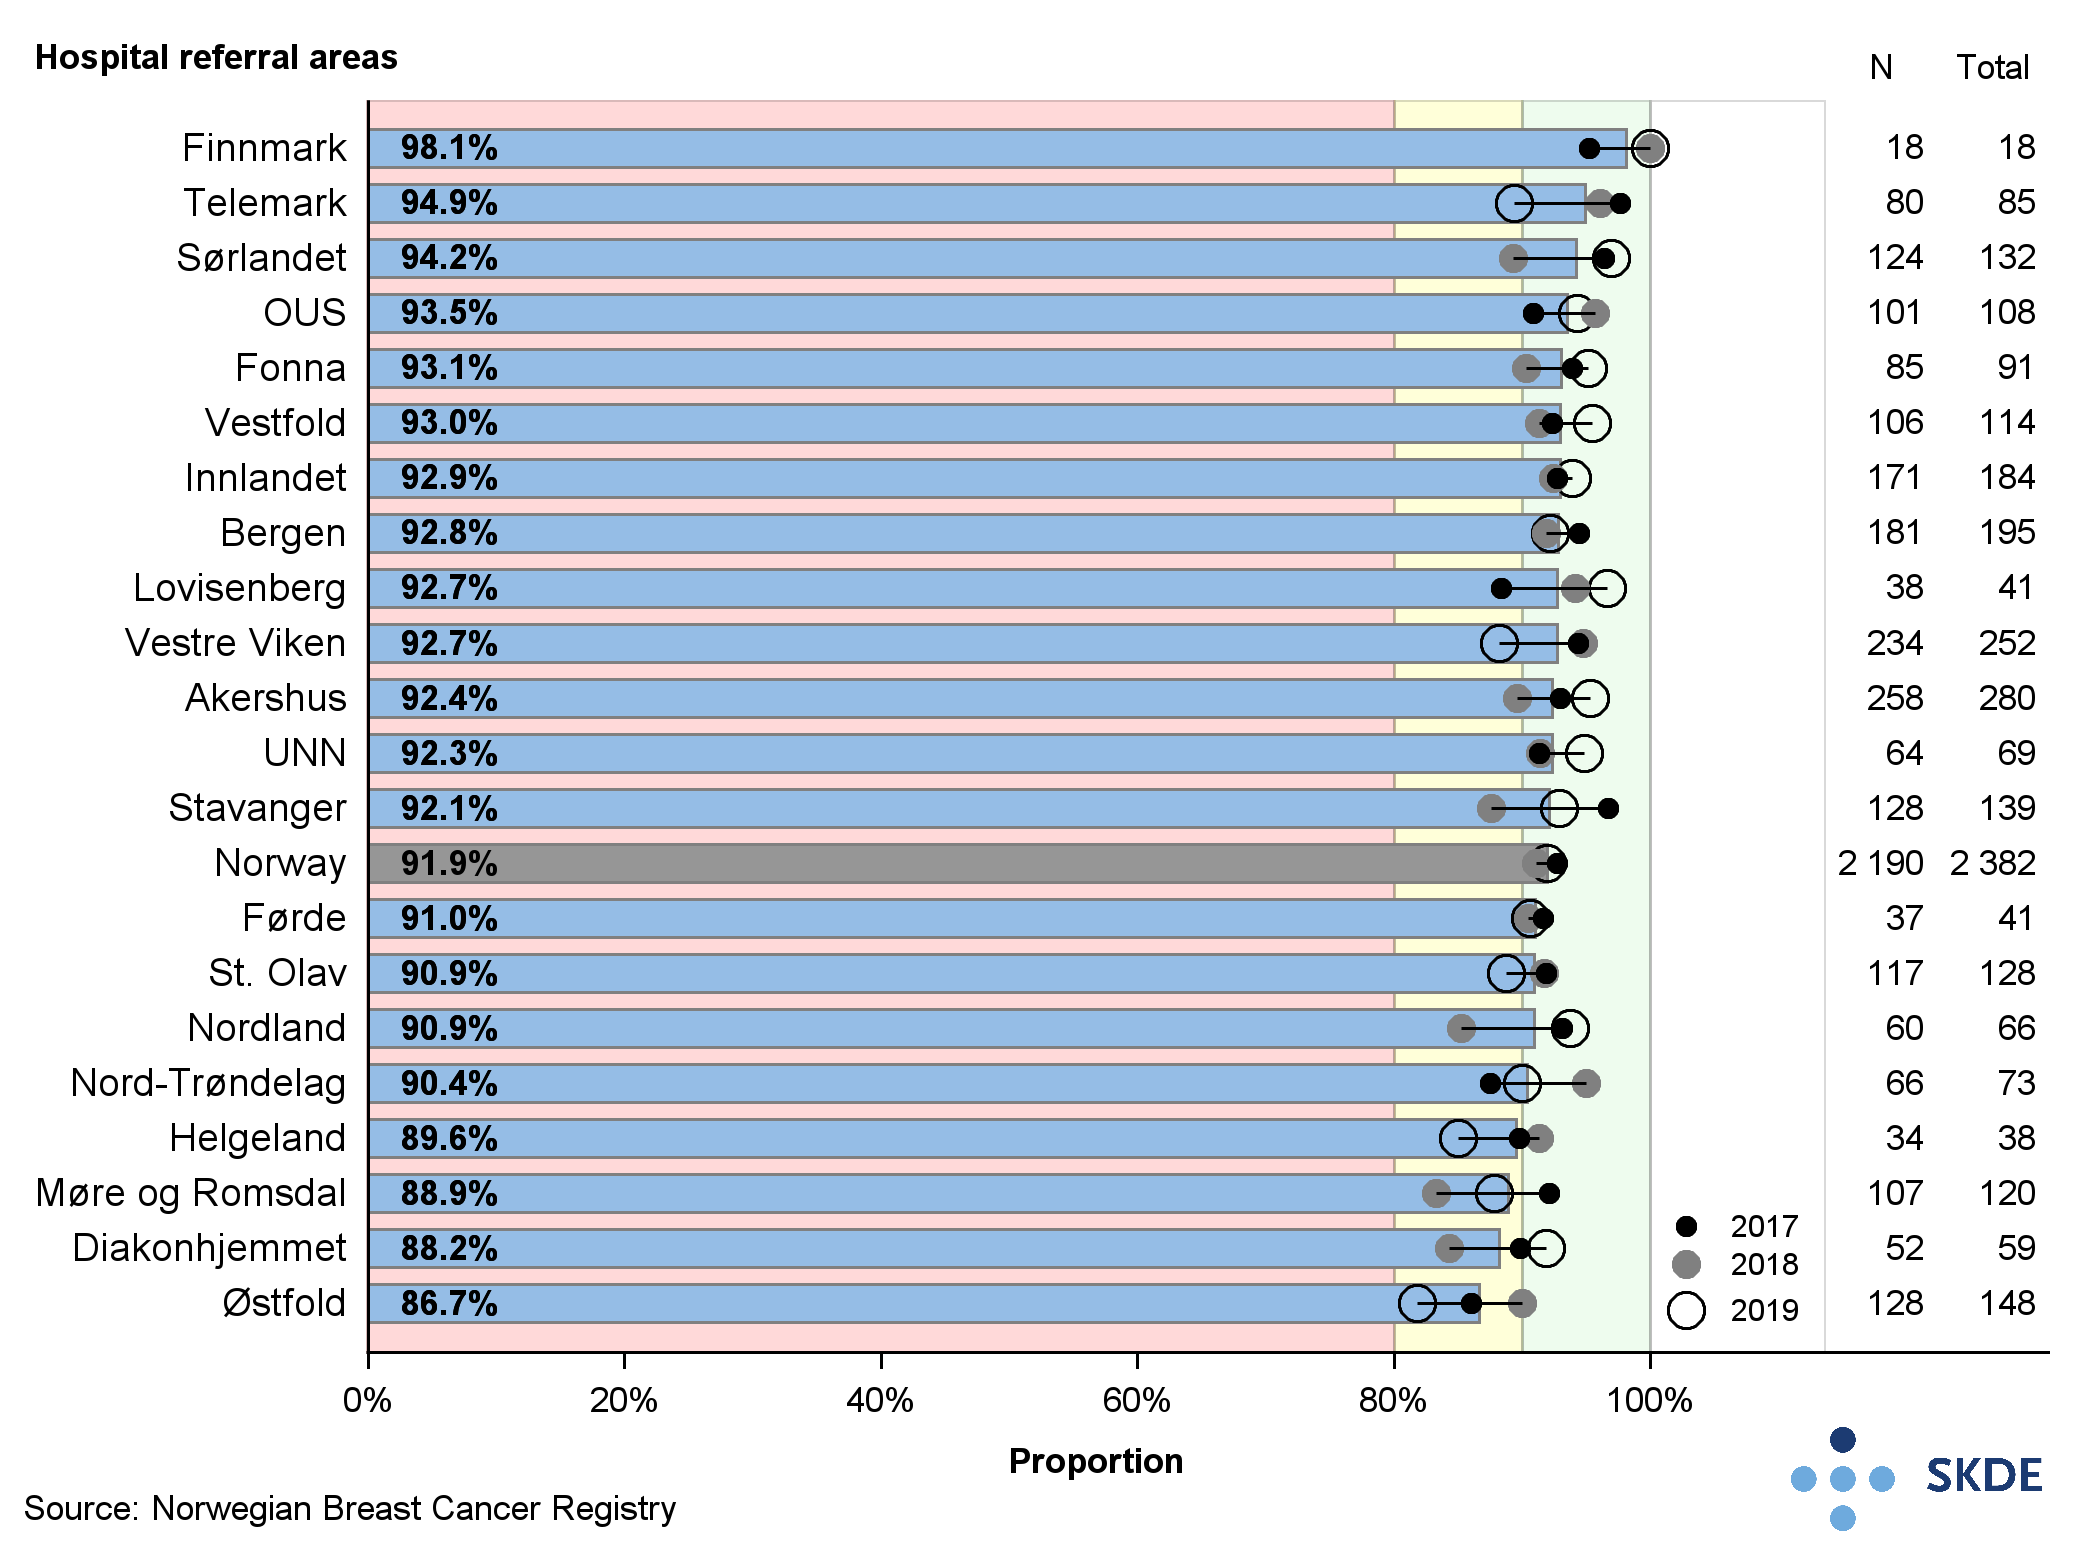 Hospital referral areas N Total
Finnmark 98.1% 18 18
Telemark 94.9% 80 85
Sørlandet 94.2% 124 132
OUS 93.5% 101 108
Fonna 93.1% 85 91
Vestfold 93.0% 106 114
Innlandet 92.9% 171 184
Bergen 92.8% 181 195
Lovisenberg 92.7% 38 41
Vestre Viken 92.7% 234 252
Akershus 92.4% 258 280
UNN 92.3% 64 69
Stavanger 92.1% 128 139
Norway 91.9% 2 190 2 382
Førde 91.0% 37 41
St. Olav 90.9% 117 128
Nordland 90.9% 60 66
Nord-Trøndelag 90.4% 66 73
Helgeland 89.6% 34 38
Møre og Romsdal 88.9% 107 120
Diakonhjemmet 88.2% 52 59
Østfold 86.7% 128 148
2017
2018
2019
0% 20% 40% 60% 80% 100%
Proportion
SKDE
Source: Norwegian Breast Cancer Registry